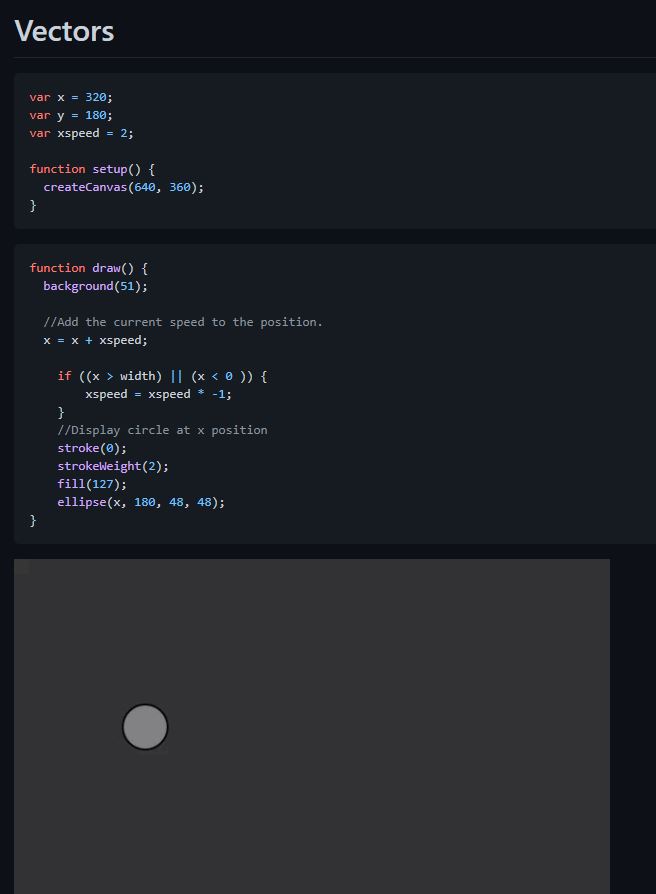 Vectors
var x = 320;
var y = 180;
var xspeed = 2;
function setup() {
  createCanvas(640, 360);
}
function draw() {
  background(51);
  //Add the current speed to the position.
  x = x + xspeed;
    if ((x > width) || (x < 0 )) {
        xspeed = xspeed * -1;
    }
    //Display circle at x position
    stroke(0);
    strokeWeight(2);
    fill(127);
    ellipse(x, 180, 48, 48);
}